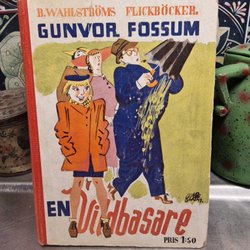 B. WAHLSTRÖMS FLICKBÖCKER.
GUNVOR FOSSUM
EN Vildbasare
PRIS 1:50